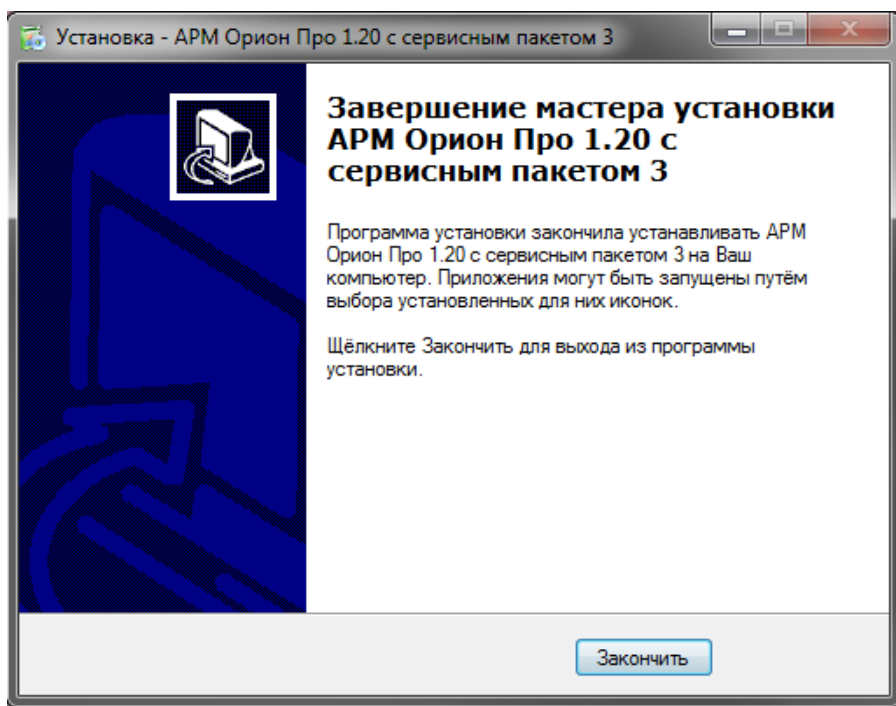 Установка - АРМ Орион Про 1.20 с сервисным пакетом 3
Завершение мастера установки
АРМ Орион Про 1.20 с
сервисным пакетом 3
Программа установки закончила устанавливать АРМ
Орион Про 1.20 с сервисным пакетом 3 на Ваш
компьютер. Приложения могут быть запущены путём
выбора установленных для них иконок.
Щёлкните Закончить для выхода из программы
установки.
Закончить